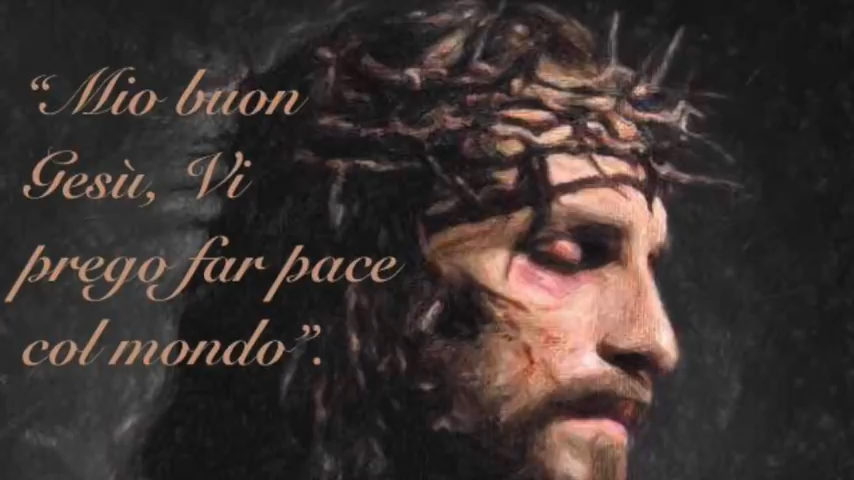 “Mio buon
Gesù, Vi
prego far pace
col mondo”.